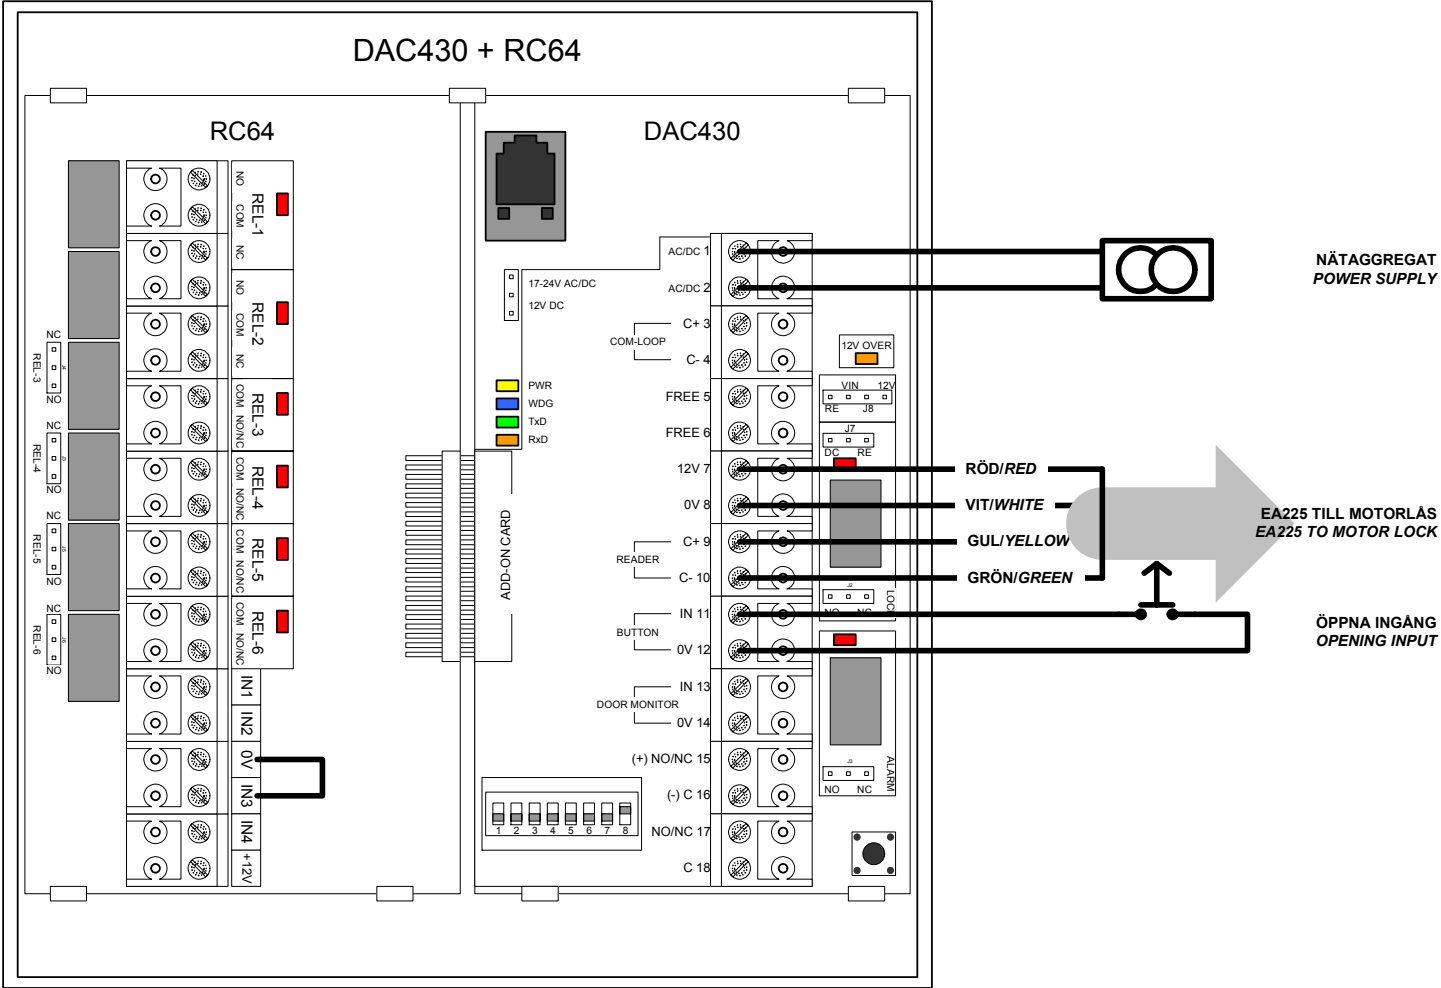 DAC430 + RC64
RC64
NO
COM
NC
REL-1
NO
COM
NC
REL-2
COM NO/NC
REL-3
COM NO/NC
REL-4
COM NO/NC
REL-5
COM NO/NC
REL-6
IN1
IN2
0V
IN3
IN4
+12V
NC
REL-3
NO
NC
REL-4
NO
NC
REL-5
NO
NC
REL-6
NO
DAC430
17-24V AC/DC
12V DC
PWR
WDG
TxD
RxD
ADD-ON CARD
AC/DC 1
AC/DC 2
C+ 3
COM-LOOP
C- 4
FREE 5
FREE 6
12V 7
0V 8
C+ 9
READER
C- 10
IN 11
BUTTON
0V 12
IN 13
DOOR MONITOR
0V 14
(+) NO/NC 15
(-) C 16
NO/NC 17
C 18
1 2 3 4 5 6 7 8
12V OVER
VIN 12V
RE J8
J7
DC RE
NO NC
LOCK
NO NC
ALARM
NÄTAGGREGAT
POWER SUPPLY
RÖD/RED
VIT/WHITE
GUL/YELLOW
GRÖN/GREEN
EA225 TILL MOTORLÅS
EA225 TO MOTOR LOCK
ÖPPNA INGÅNG
OPENING INPUT